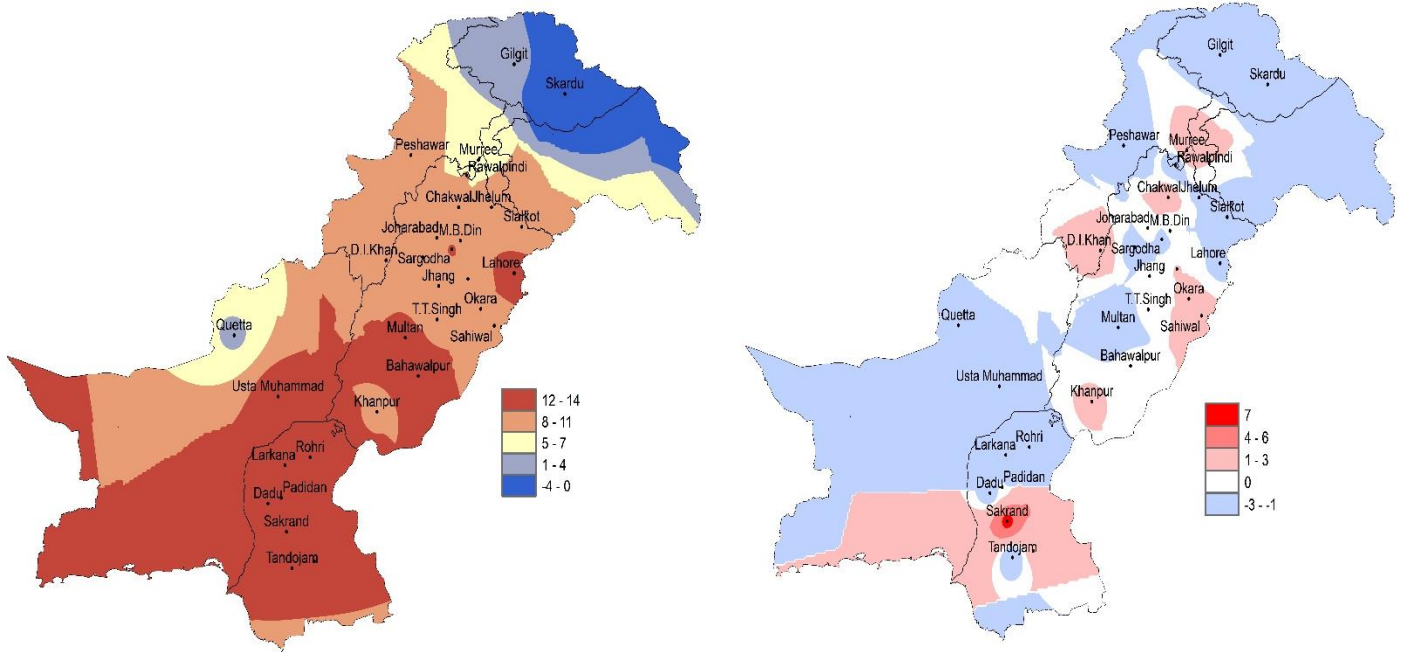 Gilgit
Skardu
Peshawar
Murree
Rawalpindi
Chakwal Jhelum
Sialkot
Joharabad M.B.Din
D.I.Khan
Sargodha
Lahore
Jhang
Okara
T.T.Singh
Multan
Sahiwal
Quetta
Bahawalpur
Usta Muhammad
Khanpur
Rohri
Larkana
Padidan
Dadu
Sakrand
Tandojam
12 - 14
8 - 11
5 - 7
1 - 4
-4 - 0
Gilgit
Skardu
Peshawar
Murree
Rawalpindi
Chakwal Jhelum
Sialkot
Joharabad M.B.Din
D.I.Khan
Sargodha
Lahore
Jhang
Okara
T.T.Singh
Multan
Sahiwal
Quetta
Bahawalpur
Usta Muhammad
Khanpur
Rohri
Larkana
Padidan
Dadu
Sakrand
Tandojam
7
4 - 6
1 - 3
0
-3 - -1